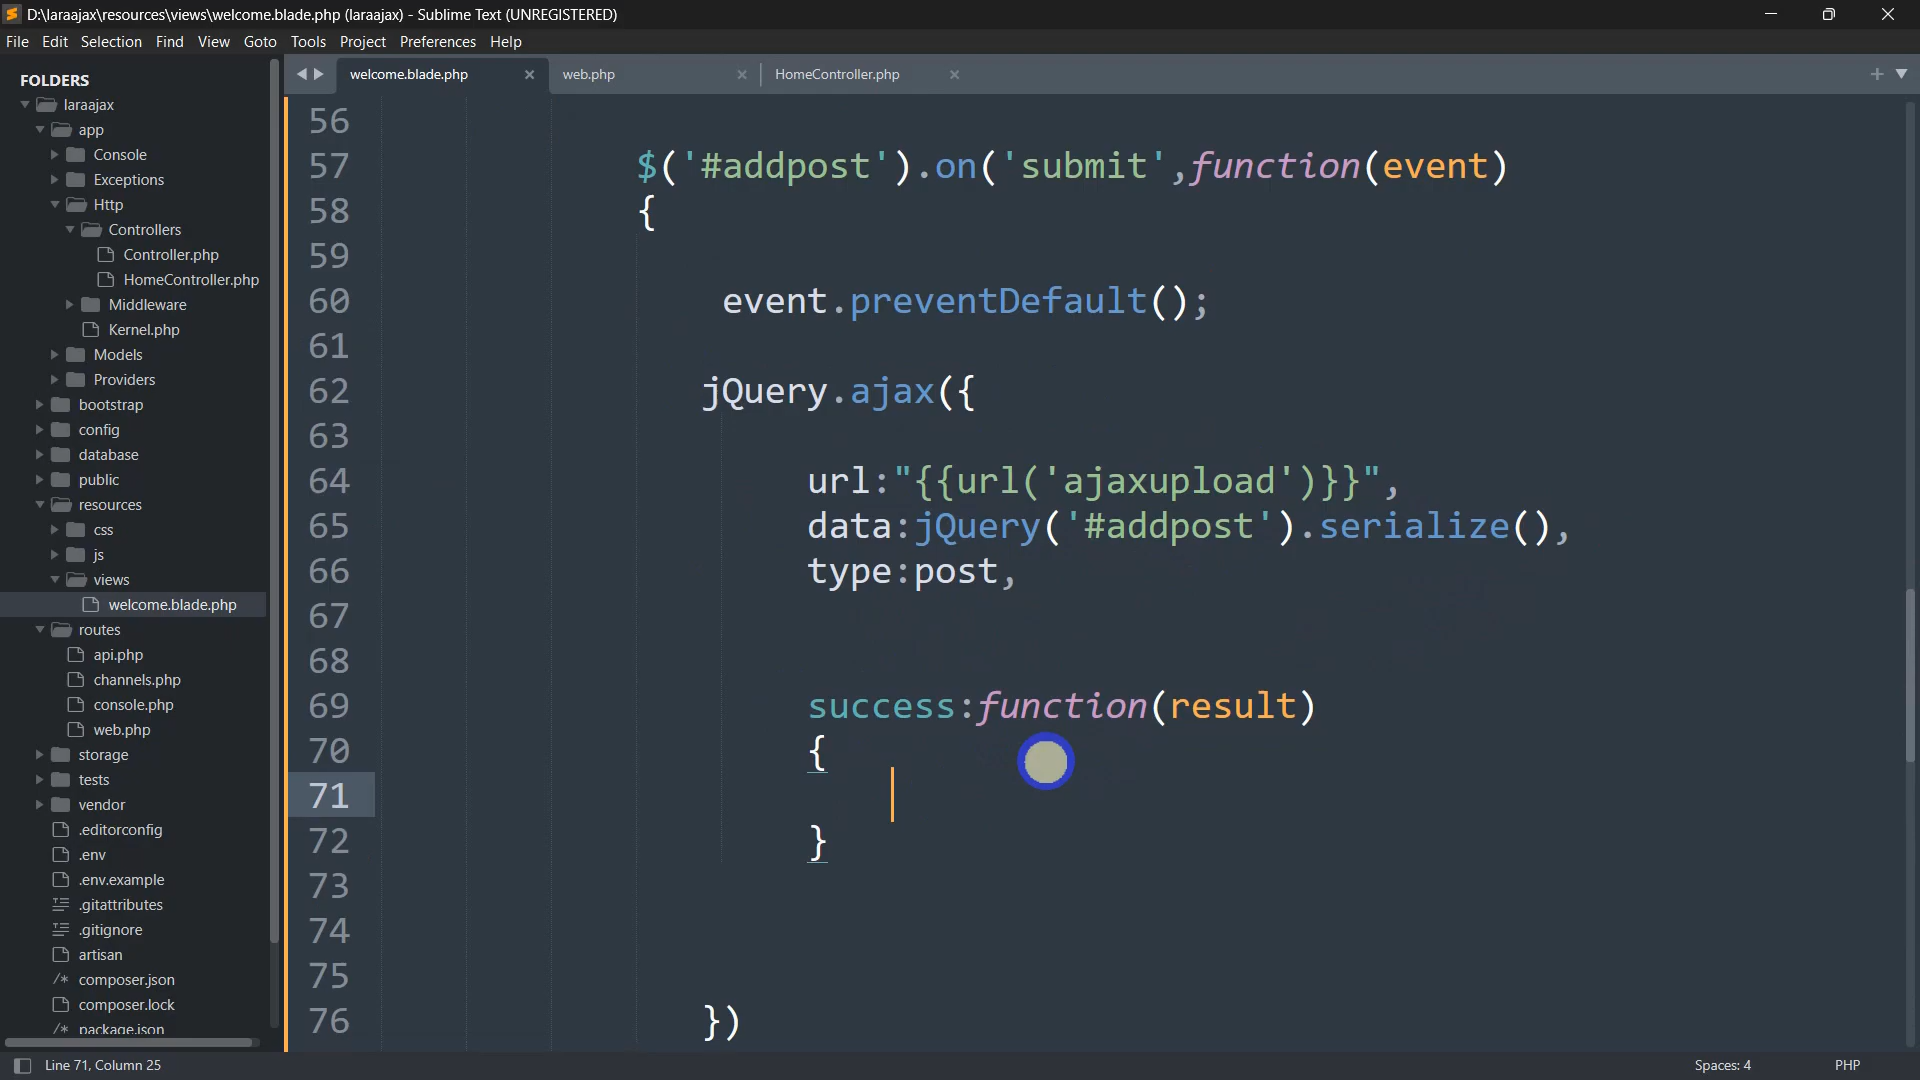 D:\laraajax\resources\views\welcome.blade.php (laraajax) - Sublime Text (UNREGISTERED)
File Edit Selection Find View Goto Tools Project Preferences Help
FOLDERS
laraajax
app
Console
Exceptions
Http
Controllers
Controller.php
HomeController.php
Middleware
Kernel.php
Models
Providers
bootstrap
config
database
public
resources
css
js
views
welcome.blade.php
routes
api.php
channels.php
console.php
web.php
storage
tests
vendor
.editorconfig
.env
.env.example
.gitattributes
.gitignore
artisan
/* composer.json
composer.lock
/* package.json
welcome.blade.php web.php HomeController.php
56
57 $('#addpost').on('submit',function(event)
58 {
59
60 event.preventDefault();
61
62 jQuery.ajax({
63
64 url:"{{url('ajaxupload')}}",
65 data:jQuery('#addpost').serialize(),
66 type:post,
67
68
69 success:function(result)
70 {
71
72 }
73
74
75
76 })
Line 71, Column 25 Spaces: 4 PHP